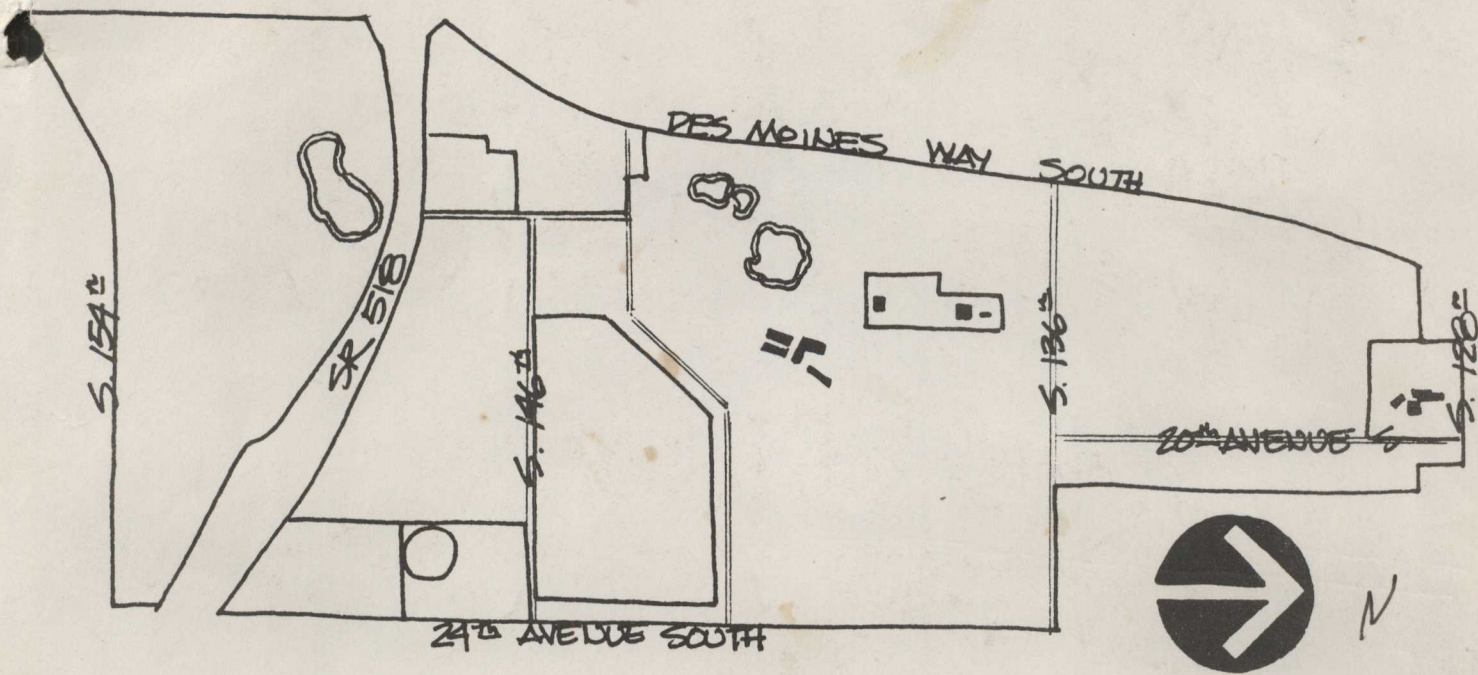 DES MOINES WAY SOUTH
S. 154th
SR 518
S. 146th
S. 136th
S. 128th
20th AVENUE S.
24th AVENUE SOUTH
N